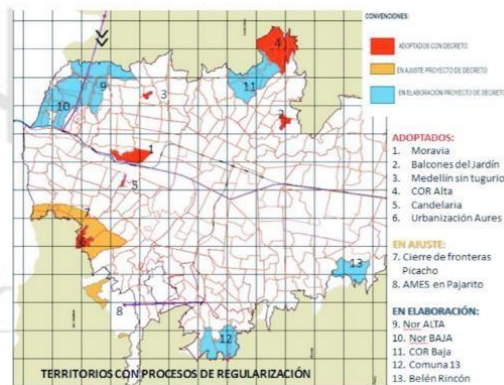 CONVENCIONES:
ADOPTADOS CON DECRETO
EN AJUSTE PROYECTO DE DECRETO
EN ELABORACIÓN PROYECTO DE DECRETO
4
11
9
10
3
2
1
5
7
6
8
13
12
TERRITORIOS CON PROCESOS DE REGULARIZACIÓN
ADOPTADOS:
1. Moravia
2. Balcones del Jardín
3. Medellín sin tugurio
4. COR Alta
5. Candelaria
6. Urbanización Aures
EN AJUSTE:
7. Cierre de fronteras
Picacho
8. AMES en Pajarito
EN ELABORACIÓN:
9. Nor ALTA
10. Nor BAJA
11. COR Baja
12. Comuna 13
13. Belén Rincón